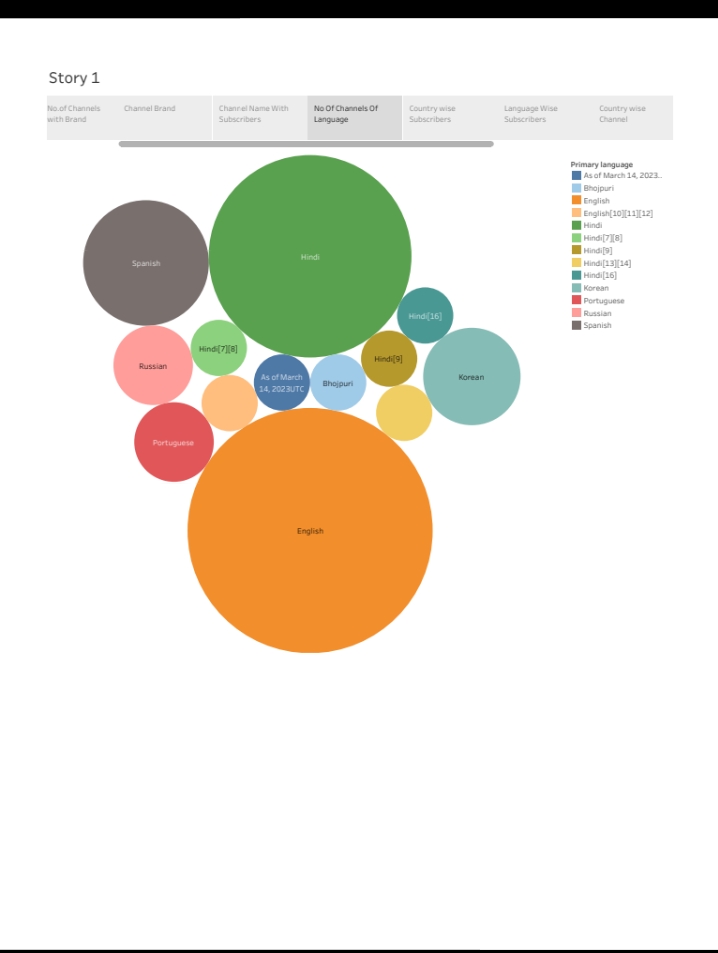 Story 1
No.of Channels
with Brand
Channel Brand
Channel Name With
Subscribers
No Of Channels Of
Language
Country wise
Subscribers
Language Wise
Subscribers
Country wise
Channel
Primary language
As of March 14, 2023..
Bhojpuri
English
English[10][11][12]
Hindi
Hindi[7][8]
Hindi[9]
Hindi[13][14]
Hindi[16]
Korean
Portuguese
Russian
Spanish
Hindi
Spanish
Hindi[16]
Hindi[7][8]
Hindi[9]
Russian
As of March
14, 2023UTC
Bhojpuri
Korean
Portuguese
English